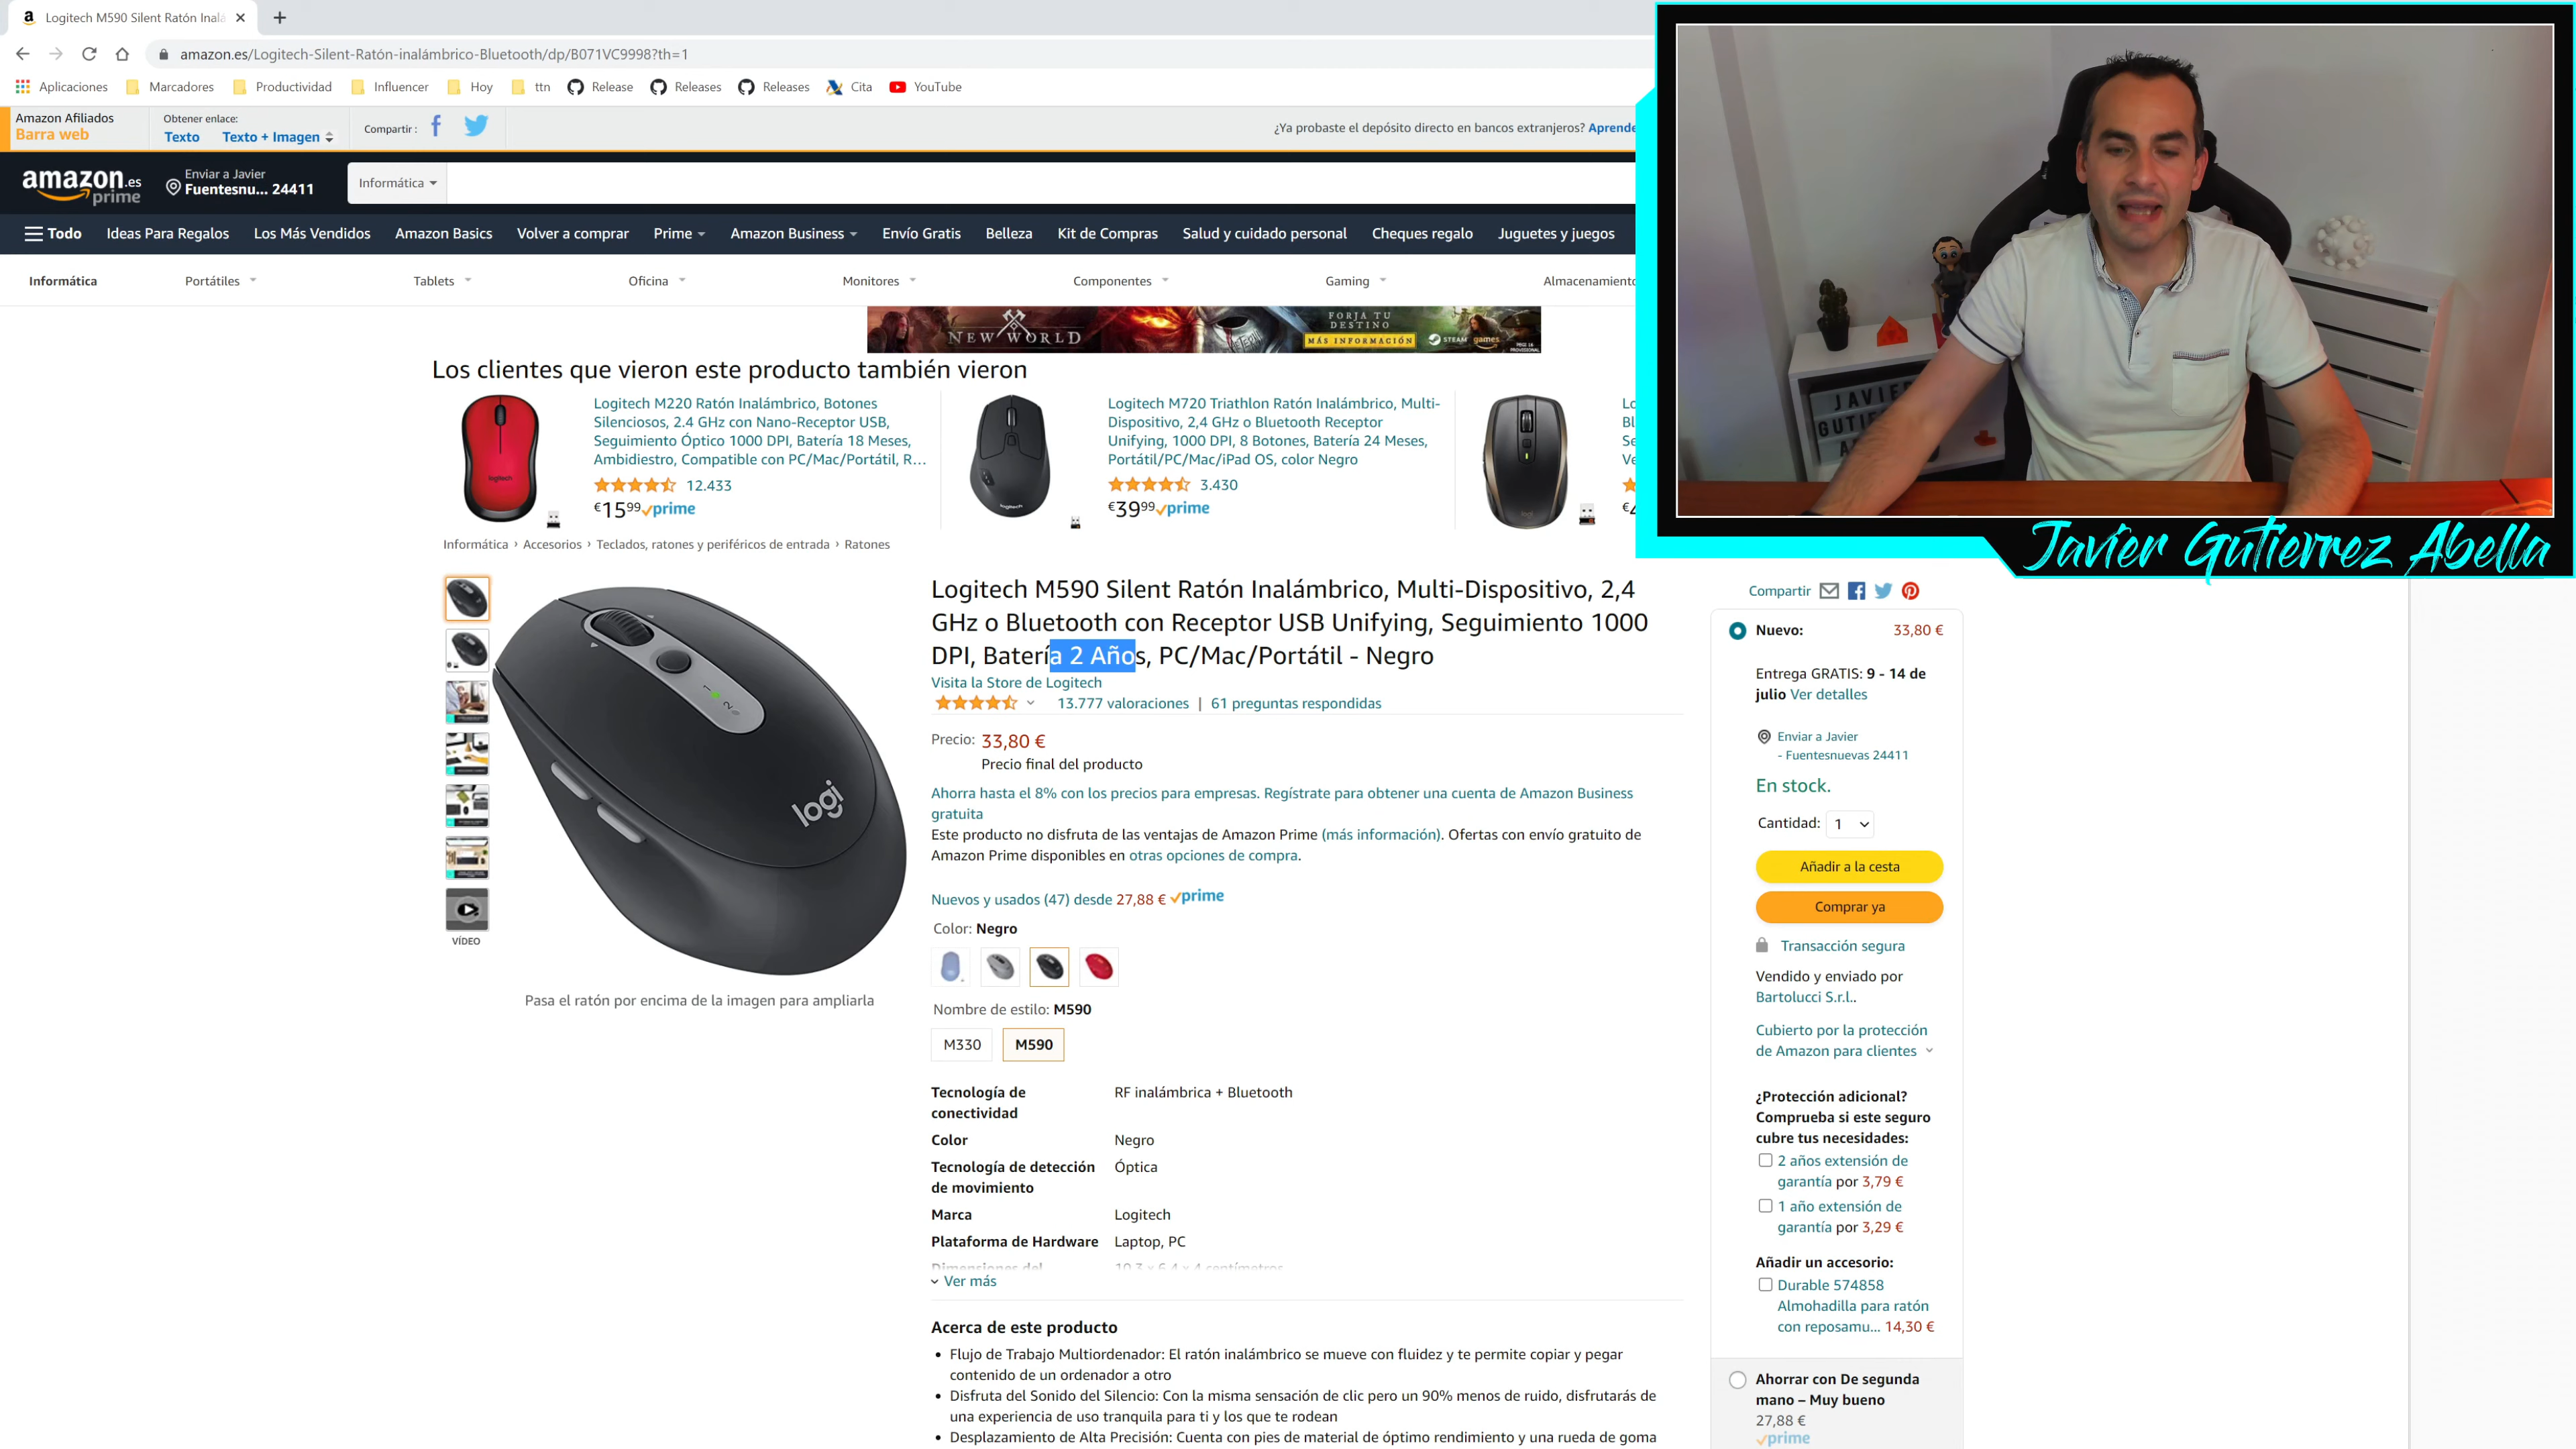 Logitech M590 Silent Ratón Inalá
amazon.es/Logitech-Silent-Ratón-inalámbrico-Bluetooth/dp/B071VC9998?th=1
Aplicaciones Marcadores Productividad Influencer Hoy ttn Release Releases Releases Cita YouTube
Amazon Afiliados
Barra web
Obtener enlace:
Texto Texto + Imagen
Compartir :
¿Ya probaste el depósito directo en bancos extranjeros? Aprende
amazon.es
prime
Enviar a Javier
Fuentesnu... 24411
Informática
Todo Ideas Para Regalos Los Más Vendidos Amazon Basics Volver a comprar Prime Amazon Business Envío Gratis Belleza Kit de Compras Salud y cuidado personal Cheques regalo Juguetes y juegos
Informática Portátiles Tablets Oficina Monitores Componentes Gaming Almacenamiento
NEW WORLD
FORJA TU
DESTINO
MÁS INFORMACIÓN
STEAM games
Los clientes que vieron este producto también vieron
Logitech M220 Ratón Inalámbrico, Botones
Silenciosos, 2.4 GHz con Nano-Receptor USB,
Seguimiento Óptico 1000 DPI, Batería 18 Meses,
Ambidiestro, Compatible con PC/Mac/Portátil, R...
12.433
€1599 prime
Logitech M720 Triathlon Ratón Inalámbrico, Multi-
Dispositivo, 2,4 GHz o Bluetooth Receptor
Unifying, 1000 DPI, 8 Botones, Batería 24 Meses,
Portátil/PC/Mac/iPad OS, color Negro
3.430
€3999 prime
Lo
Bl
Se
Ve
JAVIE
GUTI
Javier Gutierrez Abella
Informática › Accesorios › Teclados, ratones y periféricos de entrada › Ratones
logi
VÍDEO
Pasa el ratón por encima de la imagen para ampliarla
Logitech M590 Silent Ratón Inalámbrico, Multi-Dispositivo, 2,4
GHz o Bluetooth con Receptor USB Unifying, Seguimiento 1000
DPI, Batería 2 Años, PC/Mac/Portátil - Negro
Visita la Store de Logitech
13.777 valoraciones | 61 preguntas respondidas
Precio: 33,80 €
Precio final del producto
Ahorra hasta el 8% con los precios para empresas. Regístrate para obtener una cuenta de Amazon Business
gratuita
Este producto no disfruta de las ventajas de Amazon Prime (más información). Ofertas con envío gratuito de
Amazon Prime disponibles en otras opciones de compra.
Nuevos y usados (47) desde 27,88 € prime
Color: Negro
Nombre de estilo: M590
M330 M590
Tecnología de
conectividad
RF inalámbrica + Bluetooth
Color Negro
Tecnología de detección
de movimiento
Óptica
Marca Logitech
Plataforma de Hardware Laptop, PC
Dimensiones del 10.3 x 6.4 x 4 centímetros
Ver más
Acerca de este producto
• Flujo de Trabajo Multiordenador: El ratón inalámbrico se mueve con fluidez y te permite copiar y pegar
contenido de un ordenador a otro
• Disfruta del Sonido del Silencio: Con la misma sensación de clic pero un 90% menos de ruido, disfrutarás de
una experiencia de uso tranquila para ti y los que te rodean
• Desplazamiento de Alta Precisión: Cuenta con pies de material de óptimo rendimiento y una rueda de goma
Compartir
Nuevo: 33,80 €
Entrega GRATIS: 9 - 14 de
julio Ver detalles
Enviar a Javier
- Fuentesnuevas 24411
En stock.
Cantidad: 1
Añadir a la cesta
Comprar ya
Transacción segura
Vendido y enviado por
Bartolucci S.r.l..
Cubierto por la protección
de Amazon para clientes
¿Protección adicional?
Comprueba si este seguro
cubre tus necesidades:
2 años extensión de
garantía por 3,79 €
1 año extensión de
garantía por 3,29 €
Añadir un accesorio:
Durable 574858
Almohadilla para ratón
con reposamu... 14,30 €
Ahorrar con De segunda
mano – Muy bueno
27,88 €
prime